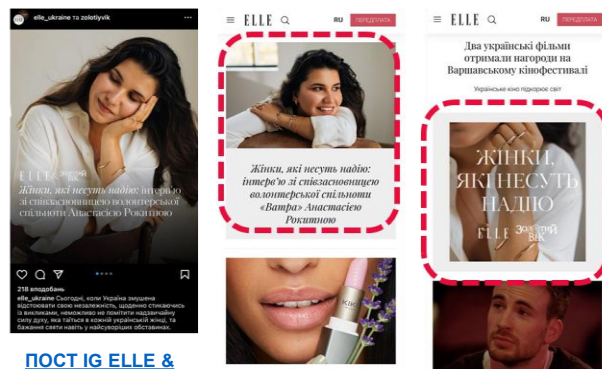 elle_ukraine та zolotiyvik
ELLE
Жінки, які несуть надію: інтерв'ю
зі співзасновницею волонтерської
спільноти Анастасією Рокитною
218 вподобань
elle_ukraine Сьогодні, коли Україна змушена
відстоювати свою незалежність, щоденно стикаючись
із викликами, неможливо не помітити надзвичайну
силу духу, яка таїться в кожній українській жінці, та
бажання сяяти навіть у найсуворіших обставинах.
ПОСТ IG ELLE &
ELLE
RU
ПЕРЕДПЛАТА
Жінки, які несуть надію:
інтерв'ю зі співзасновницею
волонтерської спільноти
«Ватра» Анастасією
Рокитною
KIKO
ELLE
RU
ПЕРЕДПЛАТА
Два українські фільми
отримали нагороди на
Варшавському кінофестивалі
Українське кіно підкорює світ
ЖІНКИ,
ЯКІ НЕСУТЬ
НАДІЮ
ELLE Золотий
Вік